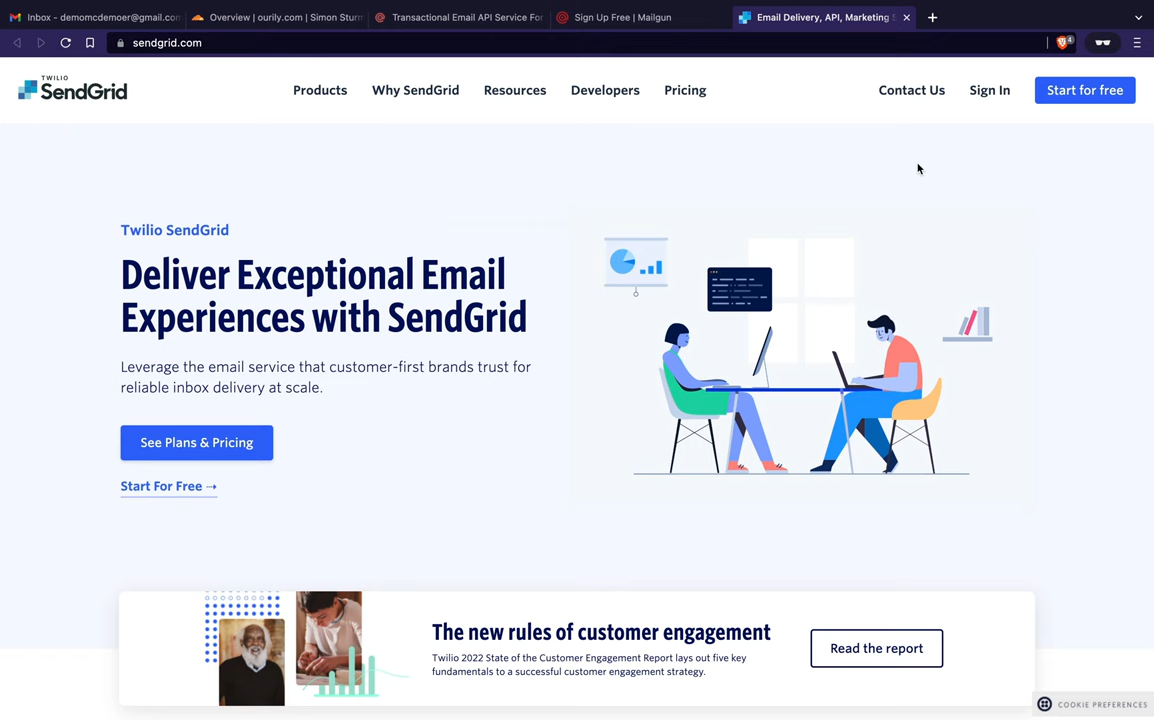 Inbox - demomcdemoer@gmail.con
Overview | ourily.com | Simon Sturm
Transactional Email API Service For
Sign Up Free | Mailgun
Email Delivery, API, Marketing S
sendgrid.com
4
TWILIO
SendGrid
Products
Why SendGrid
Resources
Developers
Pricing
Contact Us
Sign In
Start for free
Twilio SendGrid
Deliver Exceptional Email
Experiences with SendGrid
Leverage the email service that customer-first brands trust for
reliable inbox delivery at scale.
See Plans & Pricing
Start For Free →
The new rules of customer engagement
Twilio 2022 State of the Customer Engagement Report lays out five key
fundamentals to a successful customer engagement strategy.
Read the report
COOKIE PREFERENCES